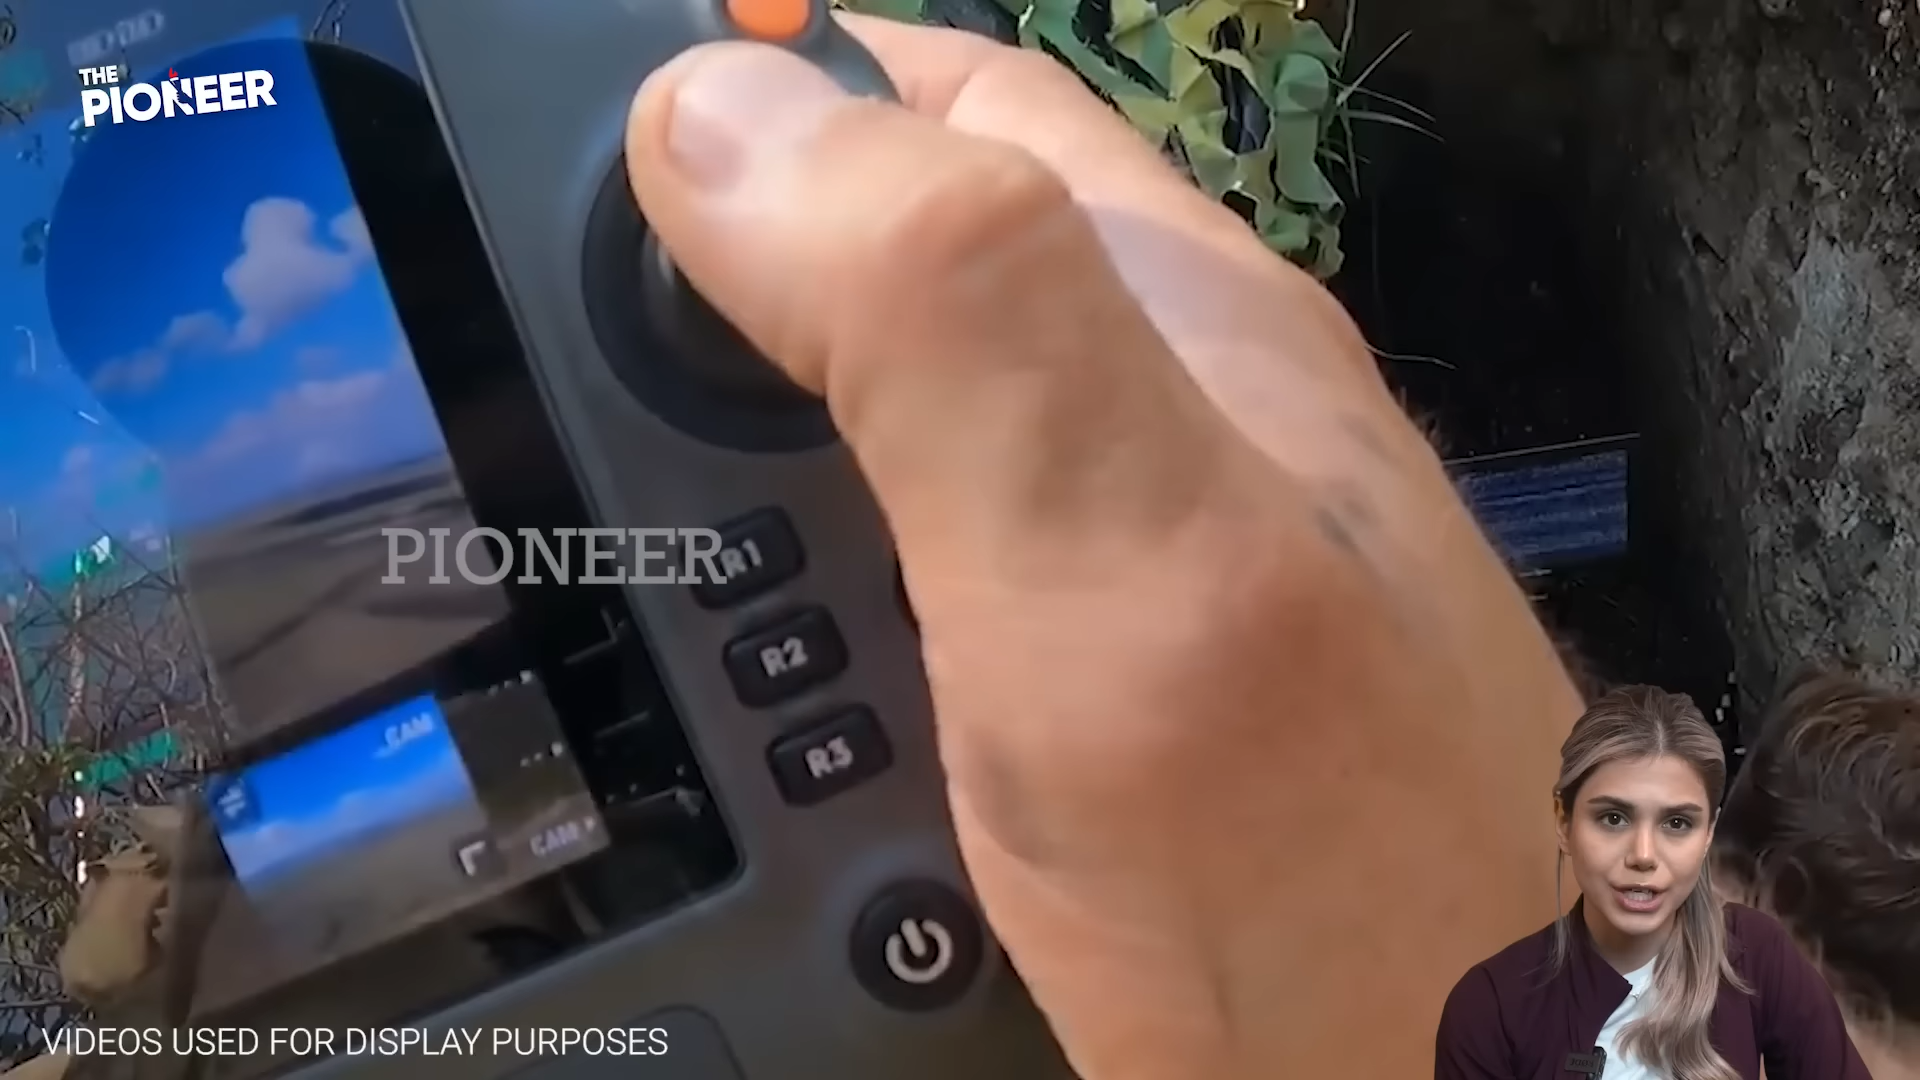 THE
PIONEER
PIONEER
R1
R2
R3
CAM
CAM
VIDEOS USED FOR DISPLAY PURPOSES